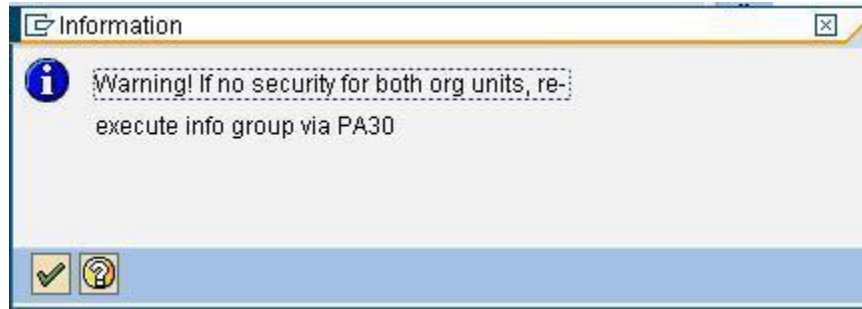 Information
Warning! If no security for both org units, re-
execute info group via PA30